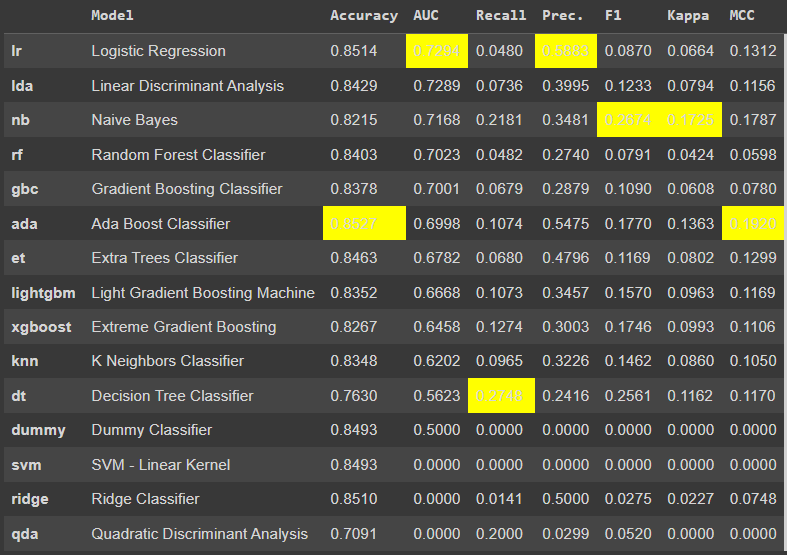 Model Accuracy AUC Recall Prec. F1 Kappa MCC
lr Logistic Regression 0.8514 0.7294 0.0480 0.5883 0.0870 0.0664 0.1312
lda Linear Discriminant Analysis 0.8429 0.7289 0.0736 0.3995 0.1233 0.0794 0.1156
nb Naive Bayes 0.8215 0.7168 0.2181 0.3481 0.2674 0.1725 0.1787
rf Random Forest Classifier 0.8403 0.7023 0.0482 0.2740 0.0791 0.0424 0.0598
gbc Gradient Boosting Classifier 0.8378 0.7001 0.0679 0.2879 0.1090 0.0608 0.0780
ada Ada Boost Classifier 0.8527 0.6998 0.1074 0.5475 0.1770 0.1363 0.1920
et Extra Trees Classifier 0.8463 0.6782 0.0680 0.4796 0.1169 0.0802 0.1299
lightgbm Light Gradient Boosting Machine 0.8352 0.6668 0.1073 0.3457 0.1570 0.0963 0.1169
xgboost Extreme Gradient Boosting 0.8267 0.6458 0.1274 0.3003 0.1746 0.0993 0.1106
knn K Neighbors Classifier 0.8348 0.6202 0.0965 0.3226 0.1462 0.0860 0.1050
dt Decision Tree Classifier 0.7630 0.5623 0.2748 0.2416 0.2561 0.1162 0.1170
dummy Dummy Classifier 0.8493 0.5000 0.0000 0.0000 0.0000 0.0000 0.0000
svm SVM - Linear Kernel 0.8493 0.0000 0.0000 0.0000 0.0000 0.0000 0.0000
ridge Ridge Classifier 0.8510 0.0000 0.0141 0.5000 0.0275 0.0227 0.0748
qda Quadratic Discriminant Analysis 0.7091 0.0000 0.2000 0.0299 0.0520 0.0000 0.0000